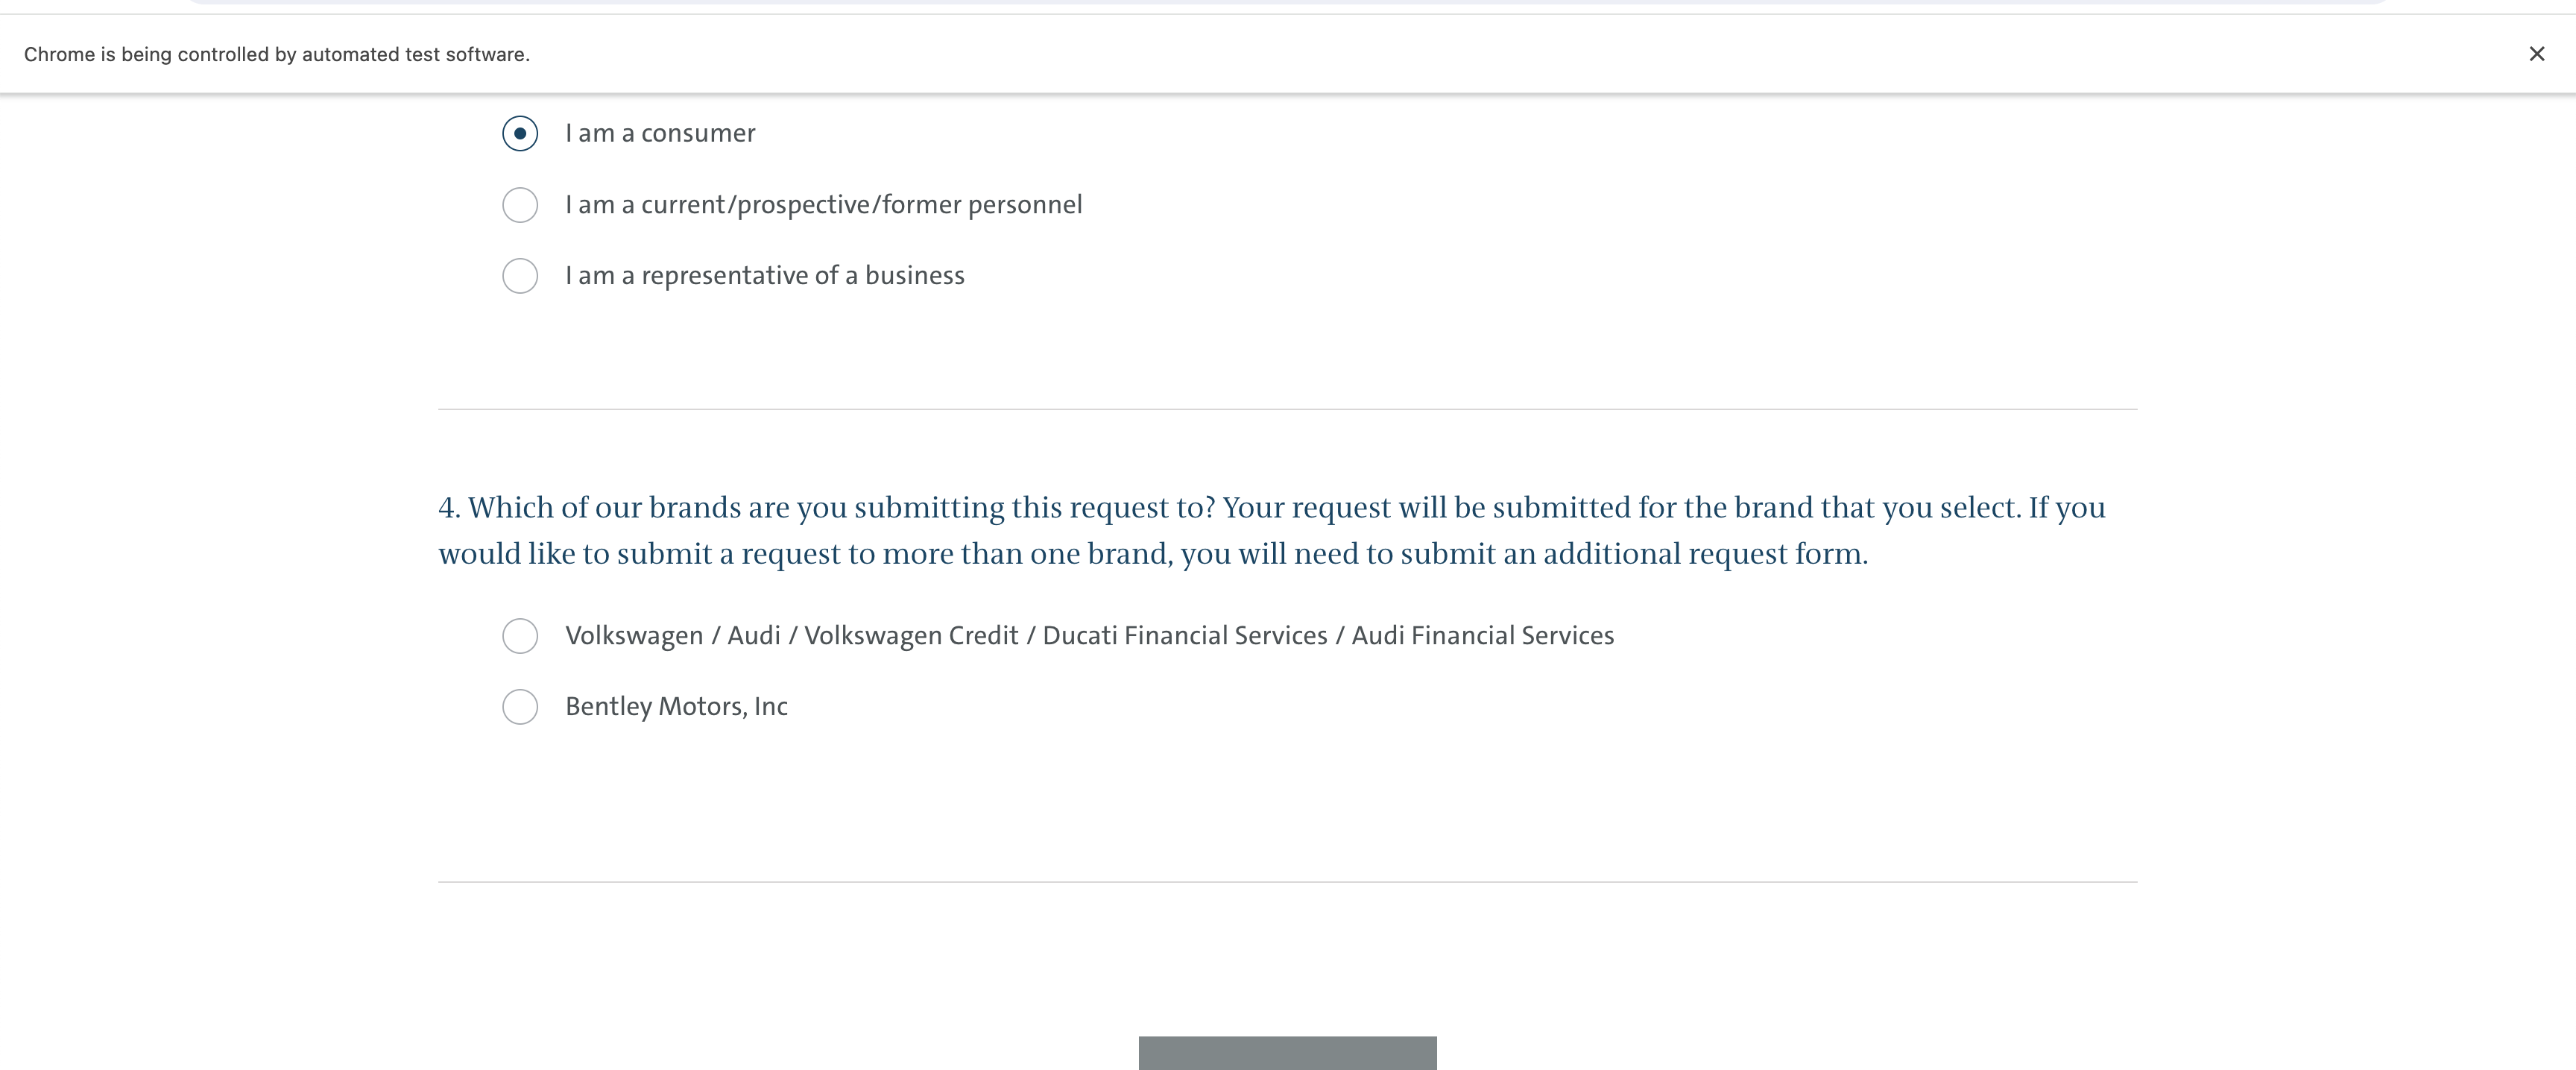 Chrome is being controlled by automated test software.
I am a consumer
I am a current/prospective/former personnel
I am a representative of a business
4. Which of our brands are you submitting this request to? Your request will be submitted for the brand that you select. If you
would like to submit a request to more than one brand, you will need to submit an additional request form.
Volkswagen / Audi / Volkswagen Credit / Ducati Financial Services / Audi Financial Services
Bentley Motors, Inc